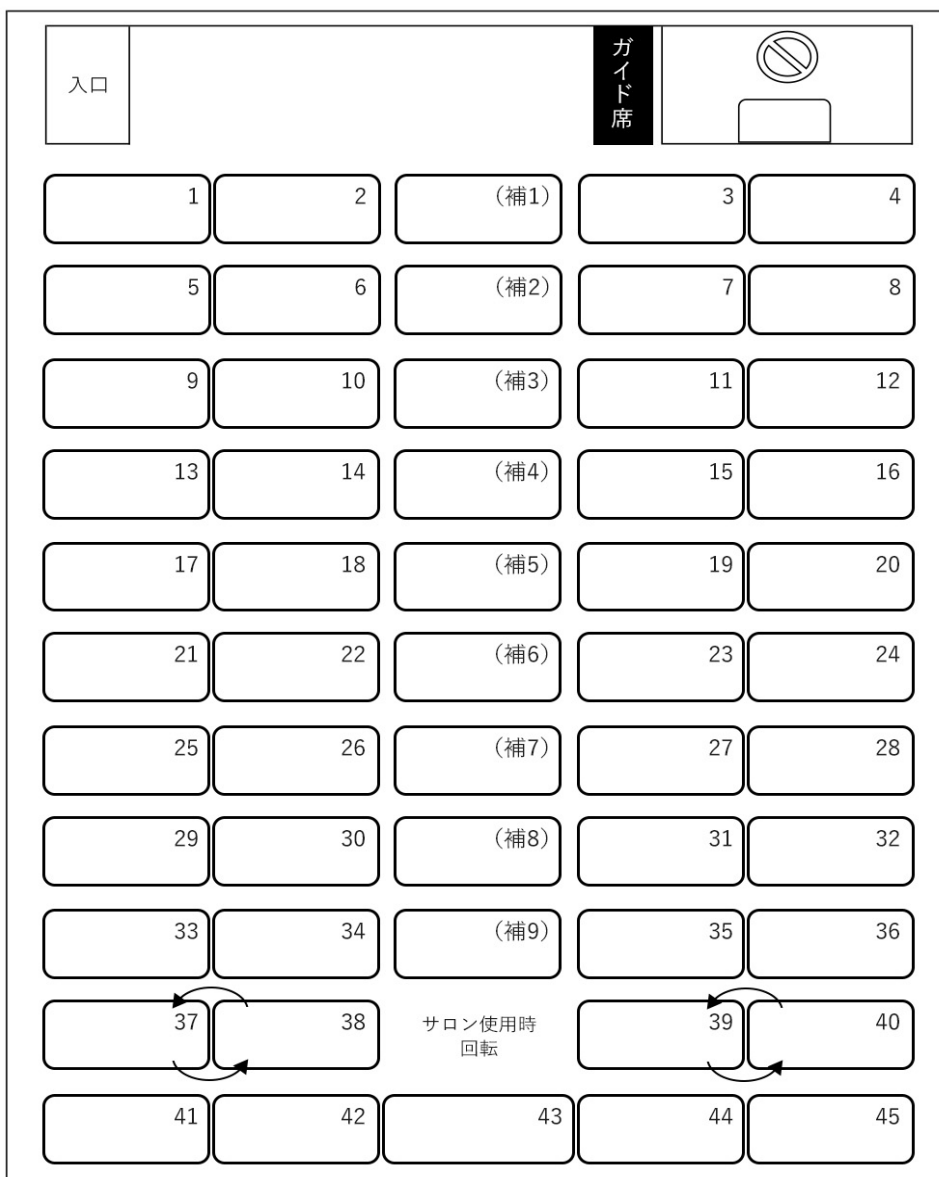 入口
ガイド席
1 2 （補1） 3 4
5 6 （補2） 7 8
9 10 （補3） 11 12
13 14 （補4） 15 16
17 18 （補5） 19 20
21 22 （補6） 23 24
25 26 （補7） 27 28
29 30 （補8） 31 32
33 34 （補9） 35 36
37 38 サロン使用時 39 40
回転
41 42 43 44 45